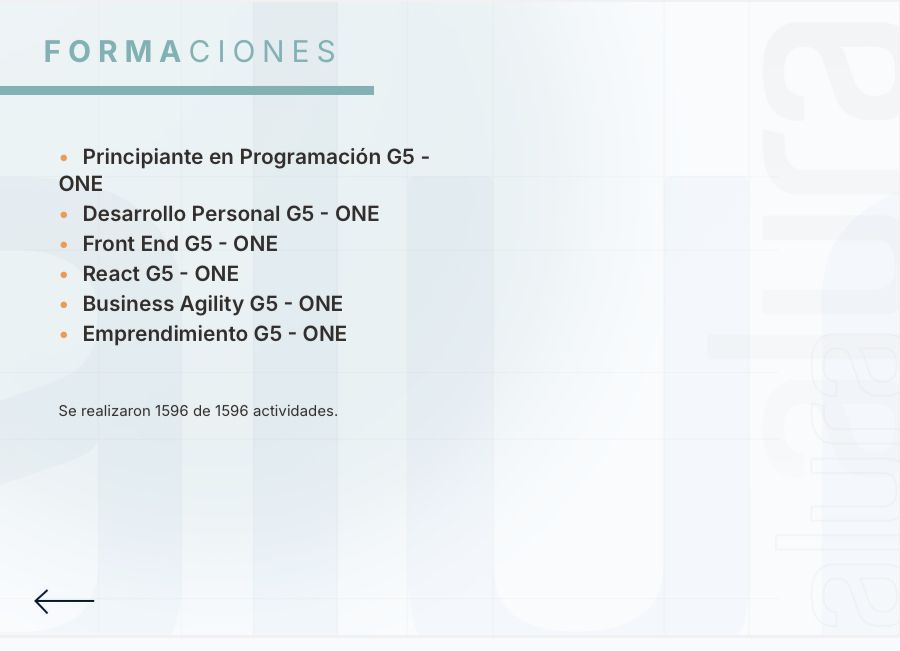 FORMACIONES
• Principiante en Programación G5 -
ONE
• Desarrollo Personal G5 - ONE
• Front End G5 - ONE
• React G5 - ONE
• Business Agility G5 - ONE
• Emprendimiento G5 - ONE
Se realizaron 1596 de 1596 actividades.
alura
alura